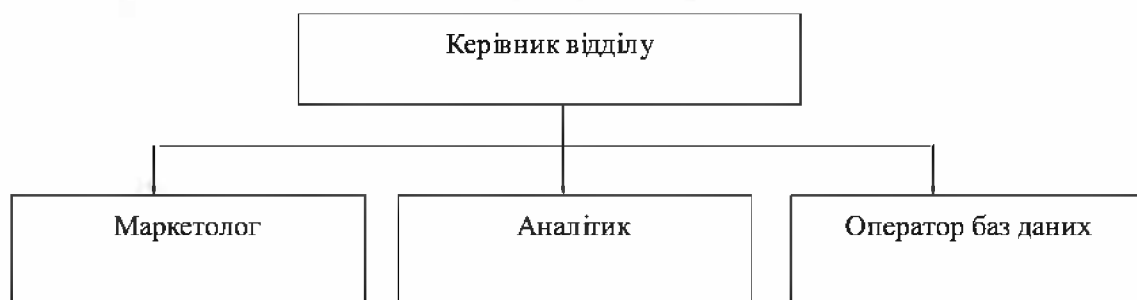 Керівник відділу
Маркетолог
Аналітик
Оператор баз даних